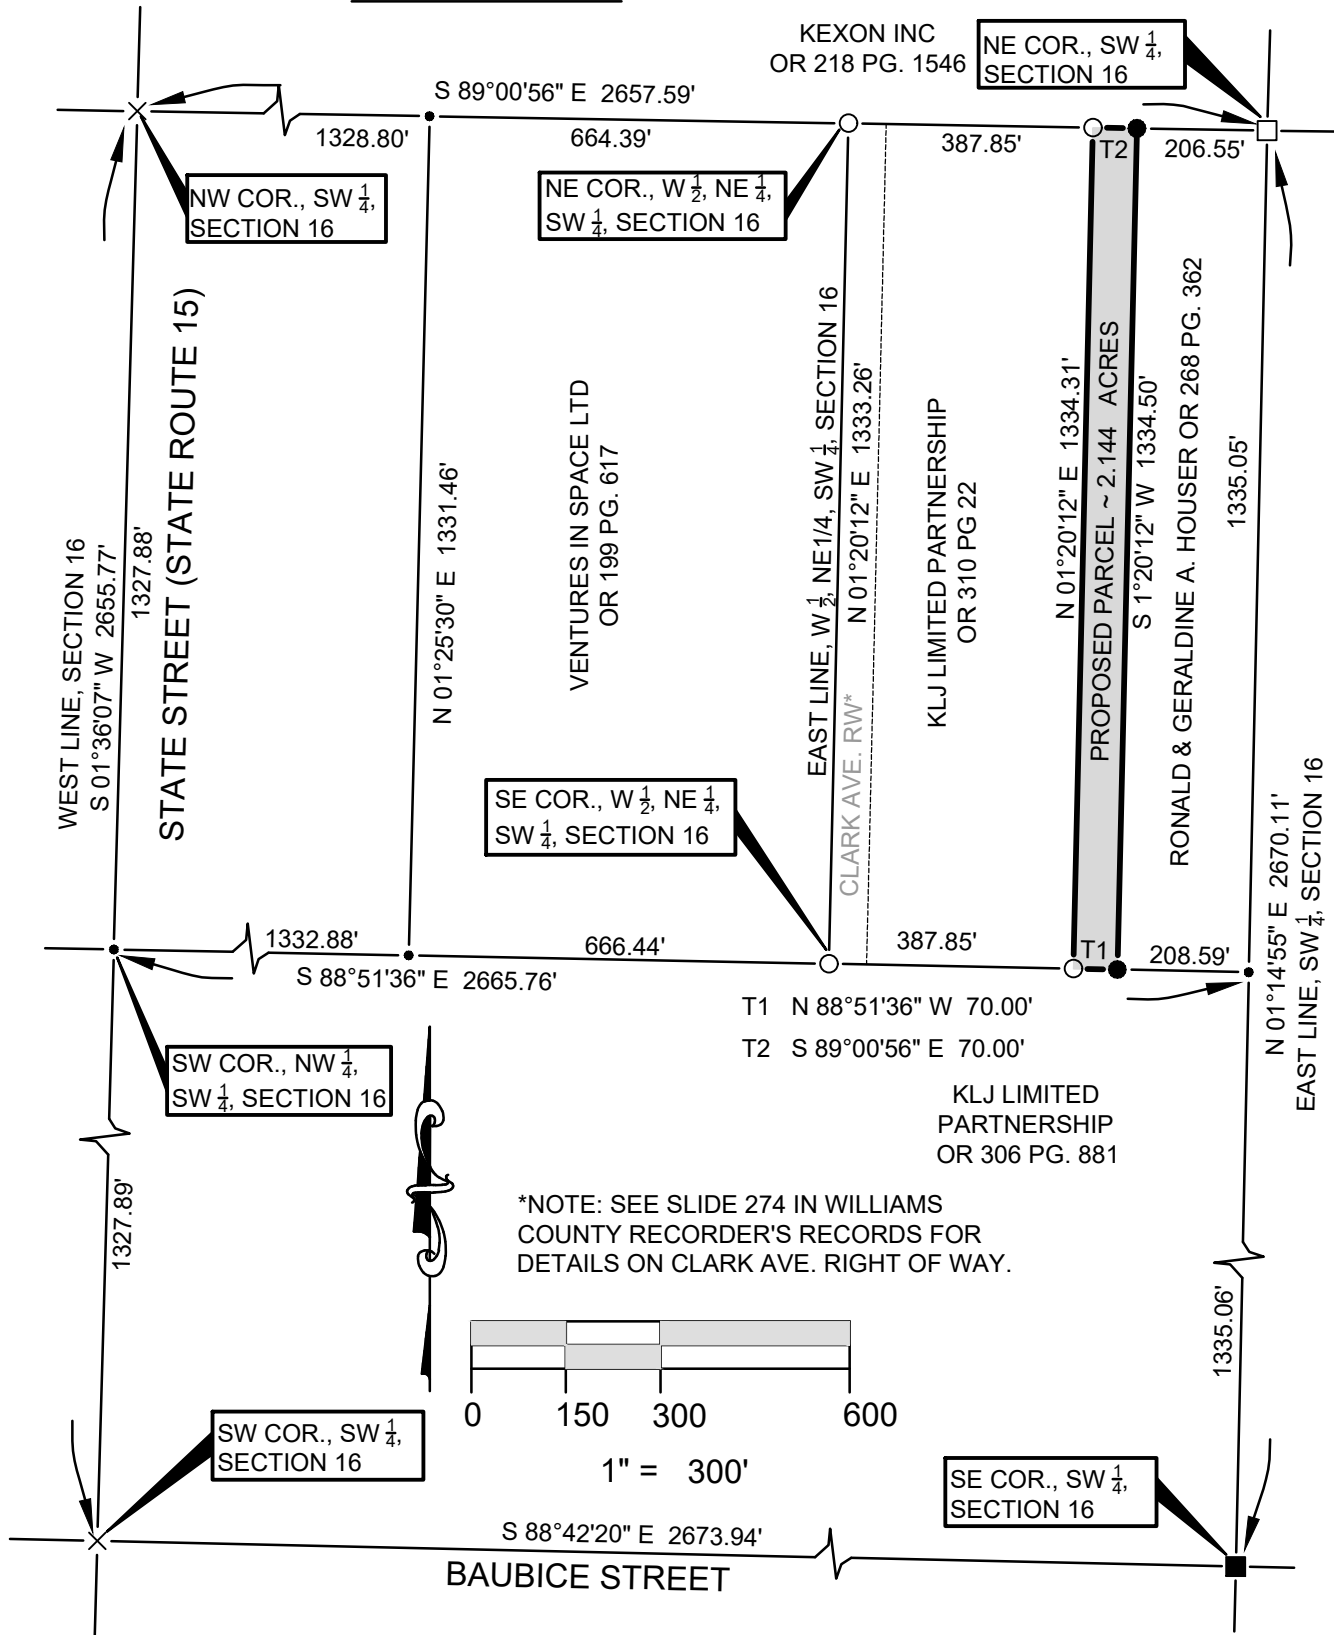 KEXON INC
OR 218 PG. 1546
NE COR., SW 1/4,
SECTION 16
S 89°00'56" E 2657.59'
1328.80'
664.39'
387.85'
T2
206.55'
NW COR., SW 1/4,
SECTION 16
NE COR., W 1/2, NE 1/4,
SW 1/4, SECTION 16
WEST LINE, SECTION 16
S 01°36'07" W 2655.77'
1327.88'
STATE STREET (STATE ROUTE 15)
N 01°25'30" E 1331.46'
VENTURES IN SPACE LTD
OR 199 PG. 617
EAST LINE, W 1/2, NE1/4, SW 1/4, SECTION 16
N 01°20'12" E 1333.26'
CLARK AVE. RW*
KLJ LIMITED PARTNERSHIP
OR 310 PG 22
N 01°20'12" E 1334.31'
PROPOSED PARCEL ~ 2.144 ACRES
S 1°20'12" W 1334.50'
RONALD & GERALDINE A. HOUSER OR 268 PG. 362
1335.05'
N 01°14'55" E 2670.11'
EAST LINE, SW 1/4, SECTION 16
SE COR., W 1/2, NE 1/4,
SW 1/4, SECTION 16
1332.88'
666.44'
387.85'
T1
208.59'
S 88°51'36" E 2665.76'
T1 N 88°51'36" W 70.00'
T2 S 89°00'56" E 70.00'
SW COR., NW 1/4,
SW 1/4, SECTION 16
KLJ LIMITED
PARTNERSHIP
OR 306 PG. 881
1327.89'
*NOTE: SEE SLIDE 274 IN WILLIAMS
COUNTY RECORDER'S RECORDS FOR
DETAILS ON CLARK AVE. RIGHT OF WAY.
1335.06'
0 150 300 600
1" = 300'
SW COR., SW 1/4,
SECTION 16
SE COR., SW 1/4,
SECTION 16
S 88°42'20" E 2673.94'
BAUBICE STREET